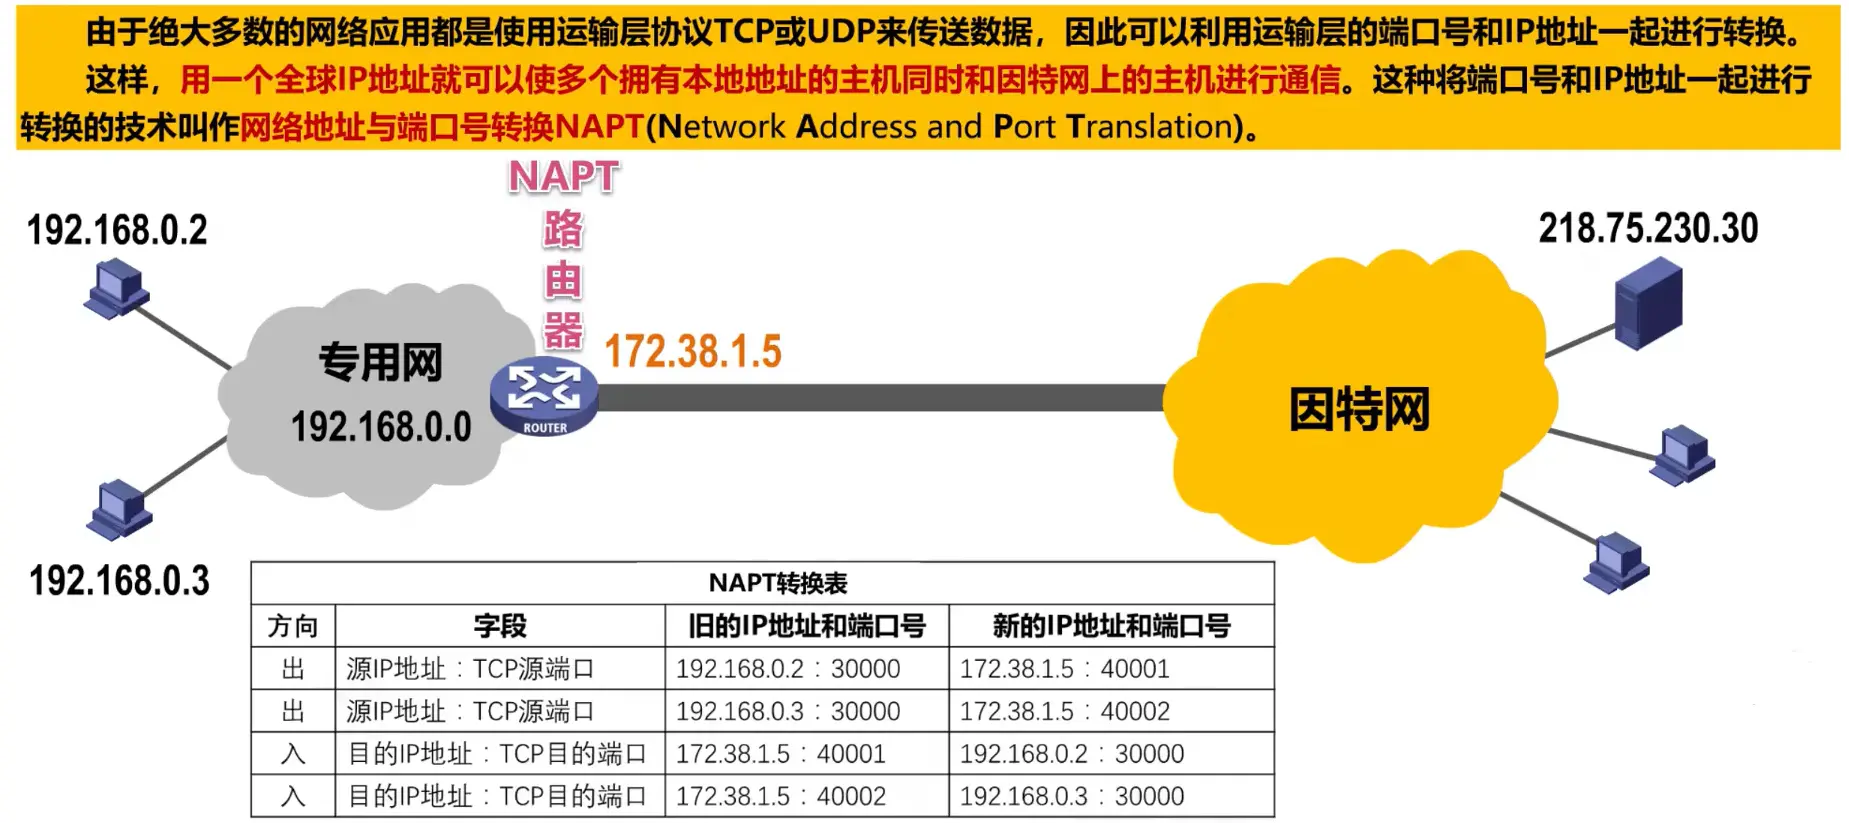 由于绝大多数的网络应用都是使用运输层协议TCP或UDP来传送数据，因此可以利用运输层的端口号和IP地址一起进行转换。
这样，用一个全球IP地址就可以使多个拥有本地地址的主机同时和因特网上的主机进行通信。这种将端口号和IP地址一起进行
转换的技术叫作网络地址与端口号转换NAPT(Network Address and Port Translation)。
NAPT
路
由
器
192.168.0.2
218.75.230.30
172.38.1.5
专用网
192.168.0.0
ROUTER
因特网
192.168.0.3
NAPT转换表
方向 字段 旧的IP地址和端口号 新的IP地址和端口号
出 源IP地址：TCP源端口 192.168.0.2：30000 172.38.1.5：40001
出 源IP地址：TCP源端口 192.168.0.3：30000 172.38.1.5：40002
入 目的IP地址：TCP目的端口 172.38.1.5：40001 192.168.0.2：30000
入 目的IP地址：TCP目的端口 172.38.1.5：40002 192.168.0.3：30000